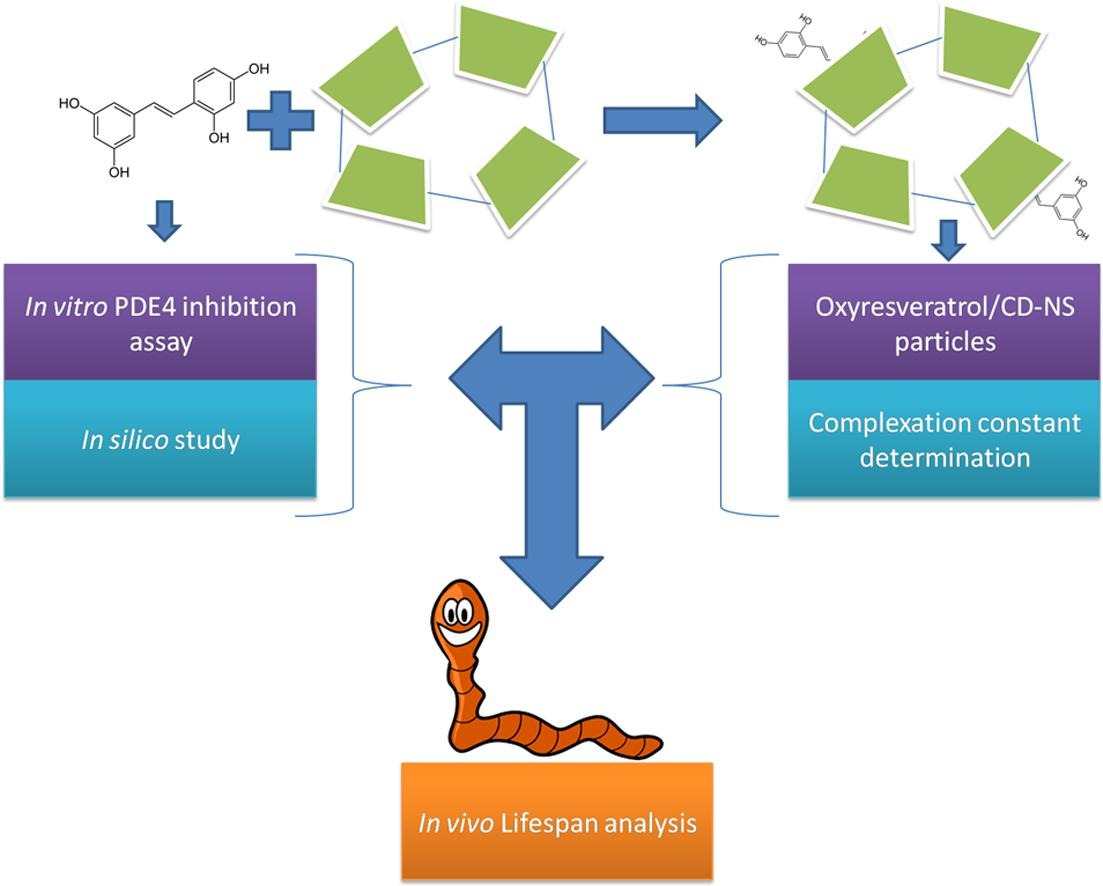 OH
HO
OH
OH
HO
HO
HO
OH
In vitro PDE4 inhibition
assay
In silico study
Oxyresveratrol/CD-NS
particles
Complexation constant
determination
In vivo Lifespan analysis